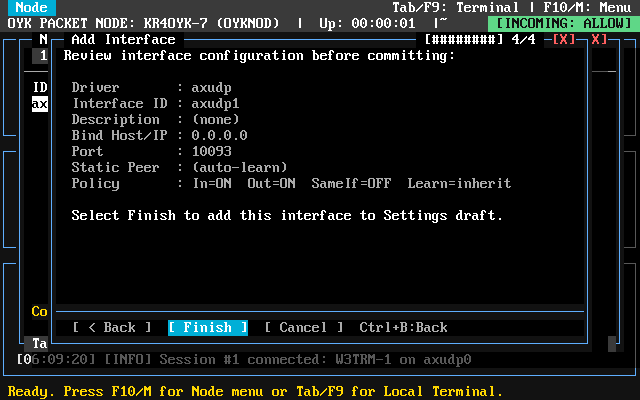 Node Tab/F9: Terminal | F10/M: Menu
OYK PACKET NODE: KR4OYK-7 (OYKNOD) | Up: 00:00:01 |~ [INCOMING: ALLOW]
N Add Interface [########] 4/4 [X] X]
1 Review interface configuration before committing:
ID Driver : axudp
ax Interface ID : axudp1
Description : (none)
Bind Host/IP : 0.0.0.0
Port : 10093
Static Peer : (auto-learn)
Policy : In=ON Out=ON SameIf=OFF Learn=inherit
Select Finish to add this interface to Settings draft.
Co
[ < Back ] [ Finish ] [ Cancel ] Ctrl+B:Back
Ta
[06:09:20] [INFO] Session #1 connected: W3TRM-1 on axudp0
Ready. Press F10/M for Node menu or Tab/F9 for Local Terminal.